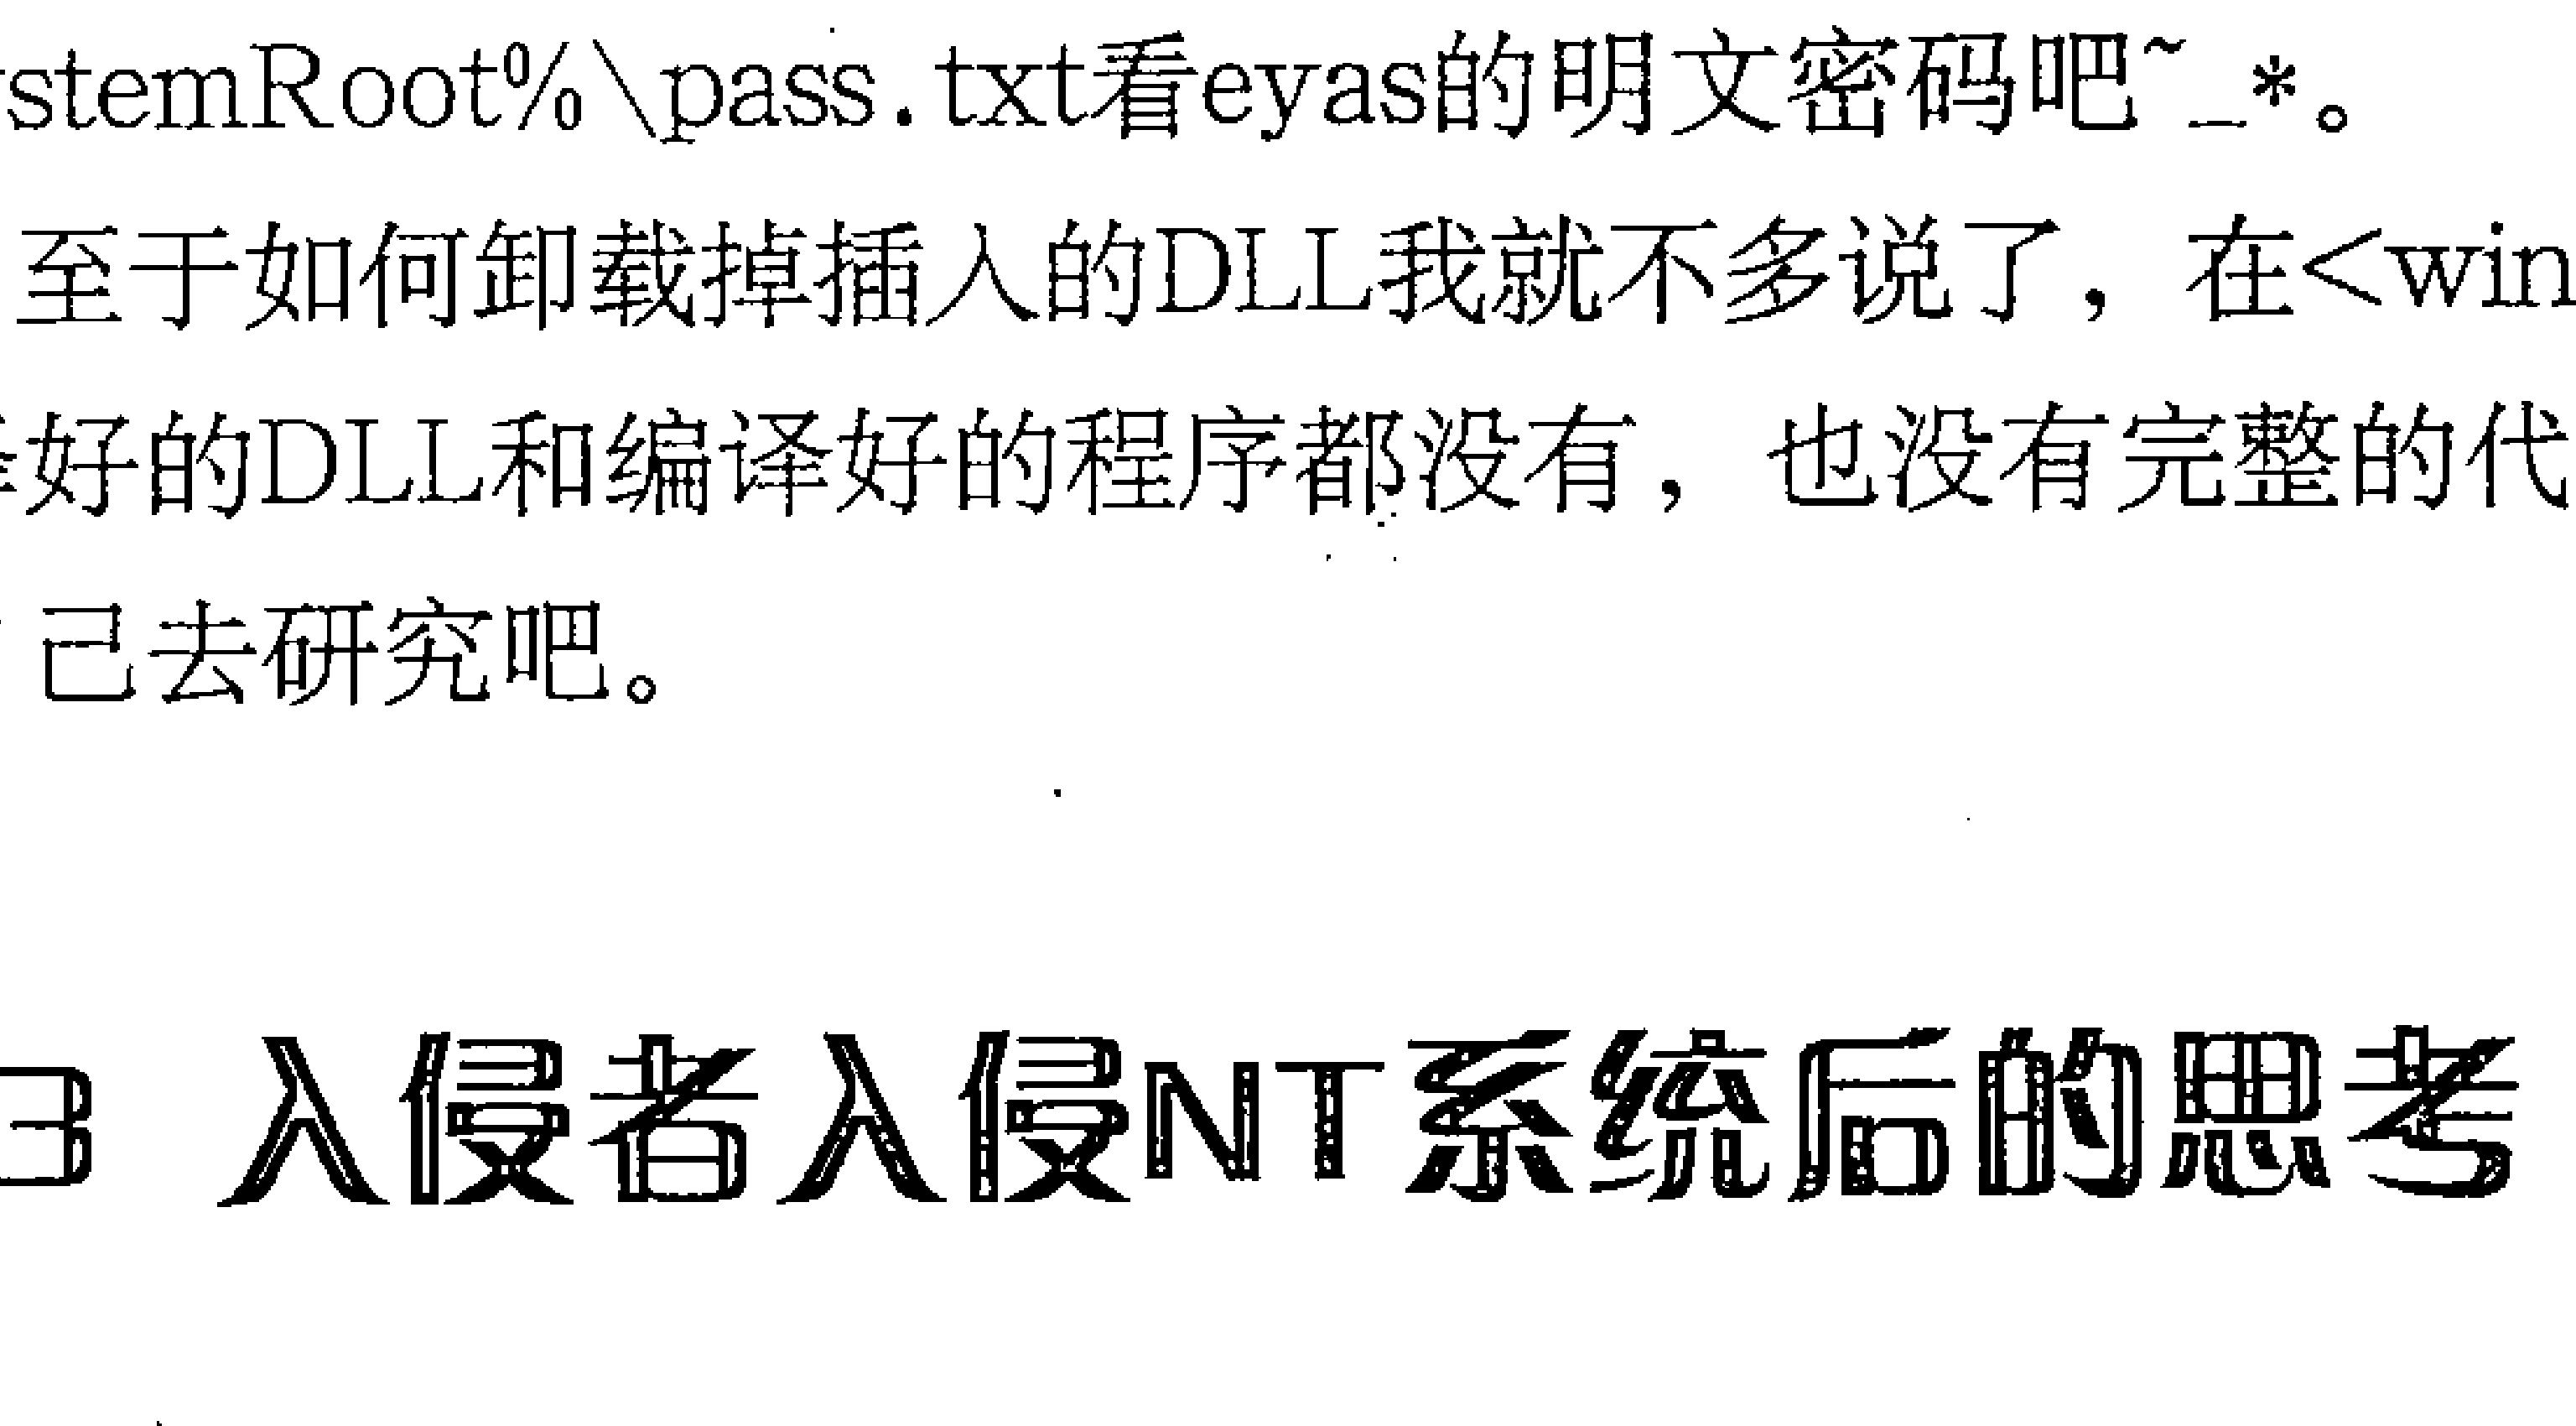 stemRoot%\pass.txt看eyas的明文密码吧~_*。
至于如何卸载掉插入的DLL我就不多说了，在<win
好的DLL和编译好的程序都没有，也没有完整的代
己去研究吧。
3 入侵者入侵NT系统后的思考